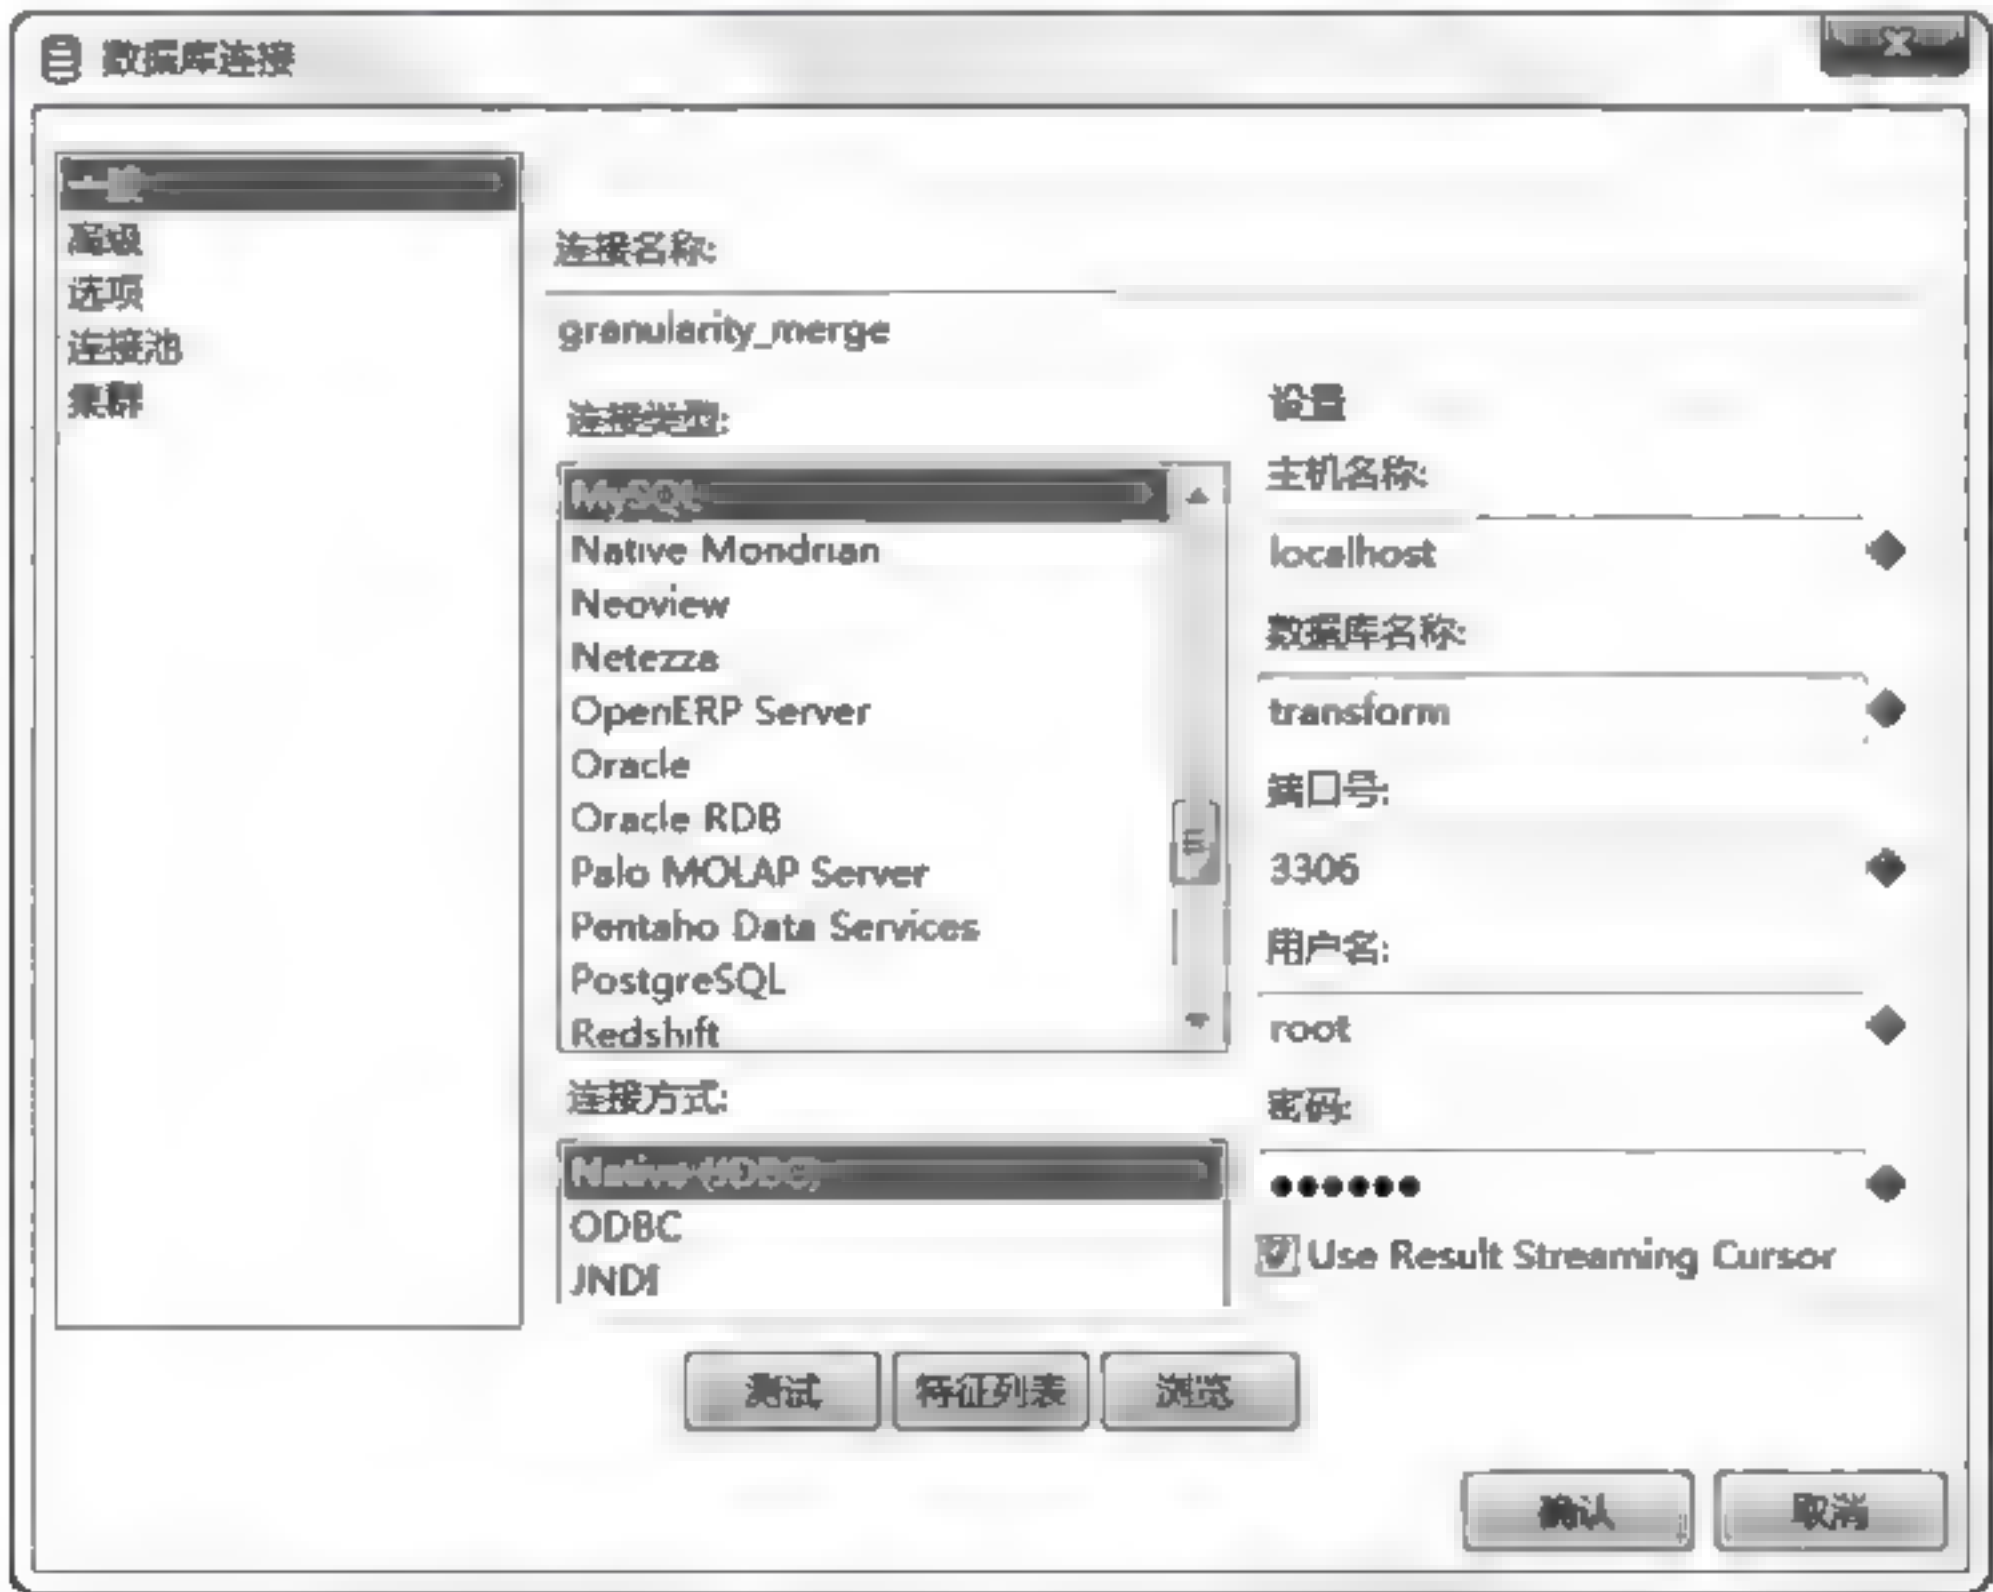 数据库连接
一般
高级
选项
连接池
集群
连接名称:
granularity_merge
连接类型:
MySQL
Native Mondrian
Neoview
Netezza
OpenERP Server
Oracle
Oracle RDB
Palo MOLAP Server
Pentaho Data Services
PostgreSQL
Redshift
连接方式:
Native (JDBC)
ODBC
JNDI
设置
主机名称:
localhost
数据库名称:
transform
端口号:
3306
用户名:
root
密码:
●●●●●●
Use Result Streaming Cursor
测试
特征列表
浏览
确认
取消